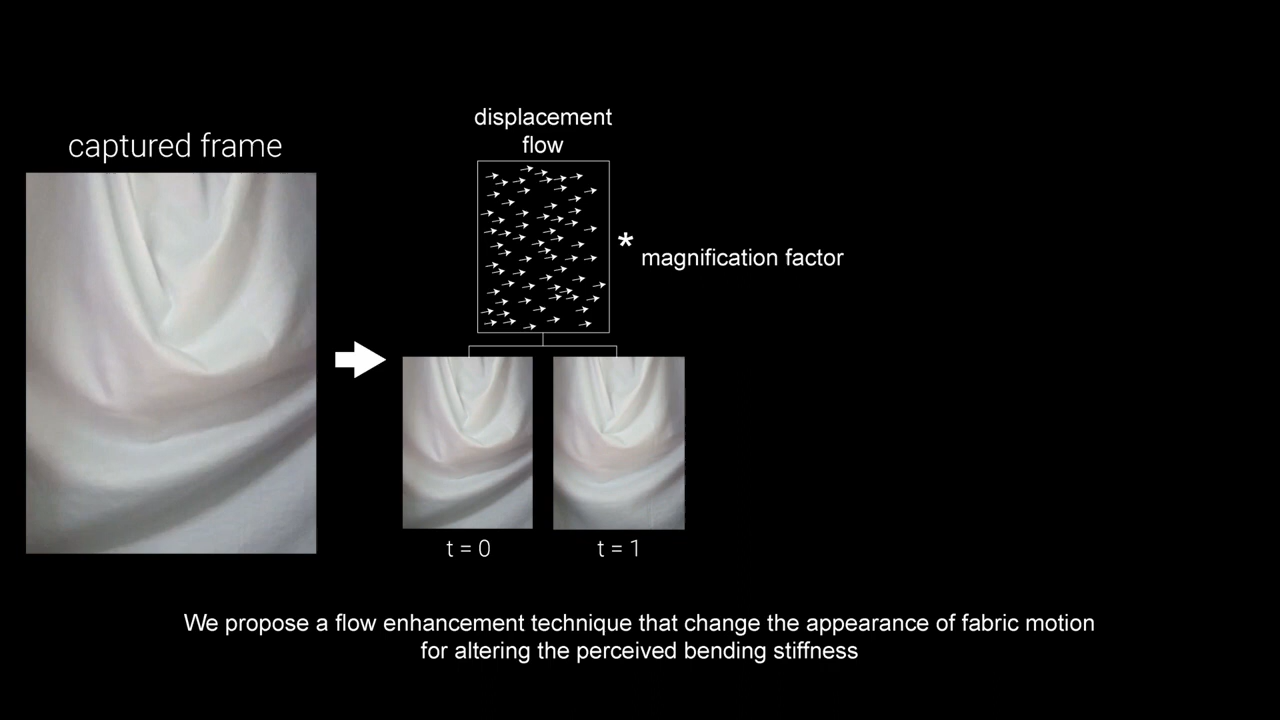 captured frame
displacement
flow
*
magnification factor
t = 0
t = 1
We propose a flow enhancement technique that change the appearance of fabric motion
for altering the perceived bending stiffness